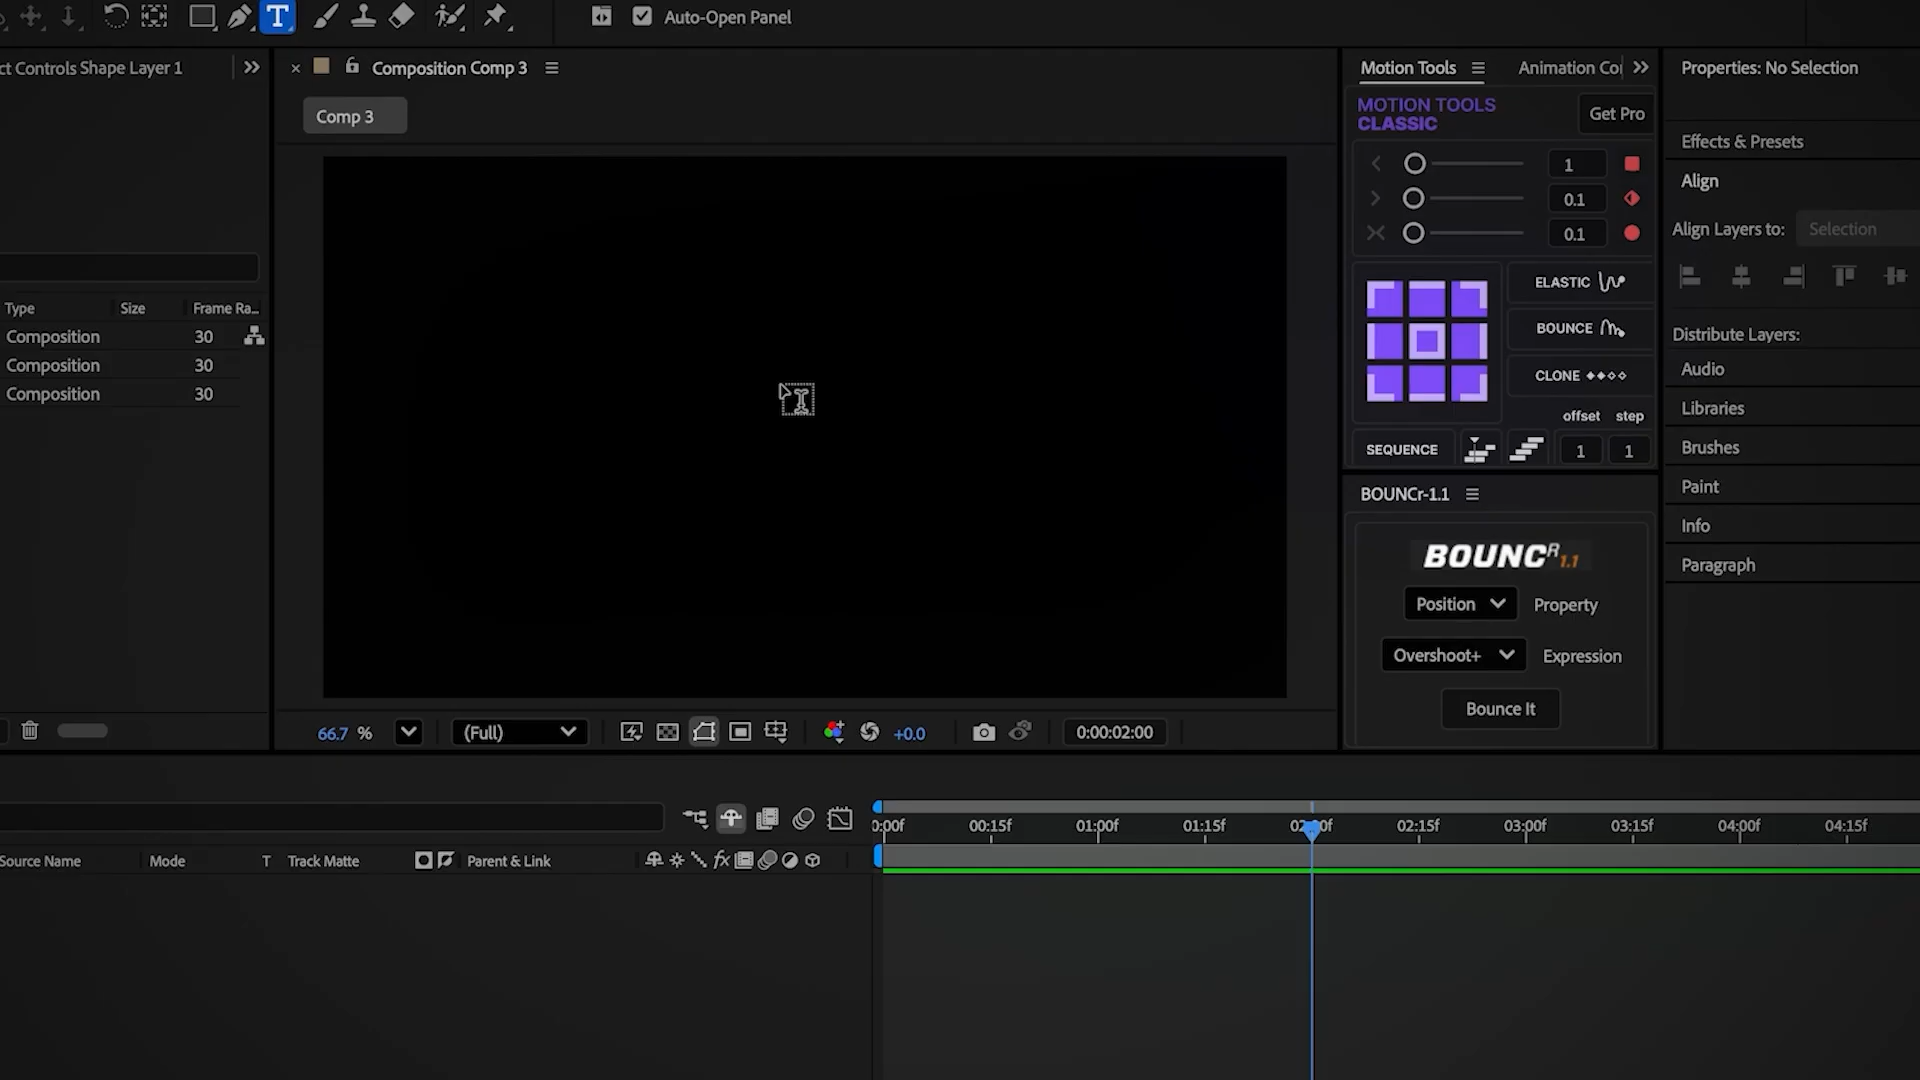 T
Auto-Open Panel
ct Controls Shape Layer 1
Composition Comp 3
Comp 3
Type Size Frame Ra...
Composition 30
Composition 30
Composition 30
66.7 %
(Full)
+0.0
0:00:02:00
Motion Tools
Animation Co
MOTION TOOLS
CLASSIC
Get Pro
1
0.1
0.1
ELASTIC
BOUNCE
CLONE
offset step
SEQUENCE
1 1
BOUNCr-1.1
BOUNCR 1.1
Position Property
Overshoot+ Expression
Bounce It
Properties: No Selection
Effects & Presets
Align
Align Layers to: Selection
Distribute Layers:
Audio
Libraries
Brushes
Paint
Info
Paragraph
0:00f 00:15f 01:00f 01:15f 02:00f 02:15f 03:00f 03:15f 04:00f 04:15f
Source Name Mode T Track Matte Parent & Link fx